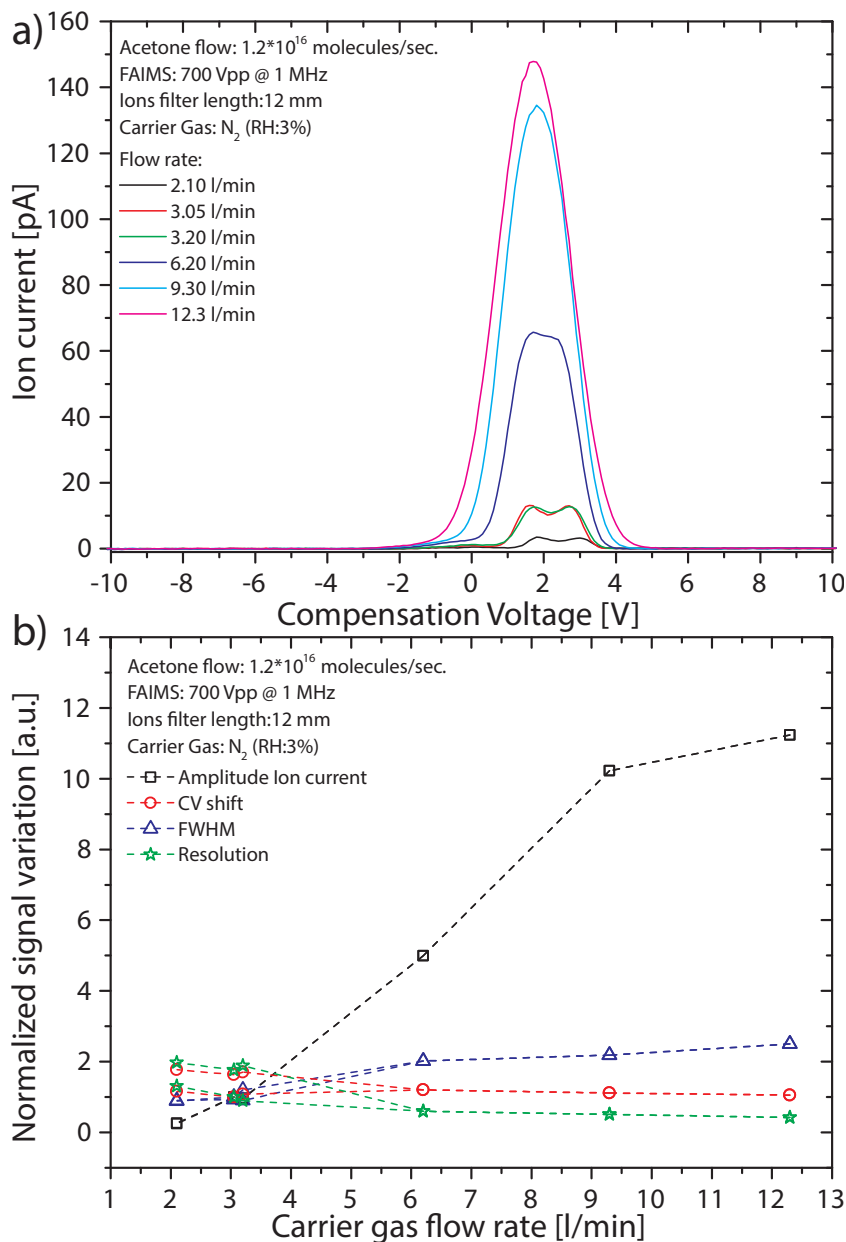 a)
160
140
120
100
80
60
40
20
0
Ion current [pA]
Acetone flow: 1.2*10^16 molecules/sec.
FAIMS: 700 Vpp @ 1 MHz
Ions filter length:12 mm
Carrier Gas: N₂ (RH:3%)
Flow rate:
2.10 l/min
3.05 l/min
3.20 l/min
6.20 l/min
9.30 l/min
12.3 l/min
-10 -8 -6 -4 -2 0 2 4 6 8 10
Compensation Voltage [V]
b)
14
12
10
8
6
4
2
0
Normalized signal variation [a.u.]
Acetone flow: 1.2*10^16 molecules/sec.
FAIMS: 700 Vpp @ 1 MHz
Ions filter length:12 mm
Carrier Gas: N₂ (RH:3%)
Amplitude Ion current
CV shift
FWHM
Resolution
1 2 3 4 5 6 7 8 9 10 11 12 13
Carrier gas flow rate [l/min]